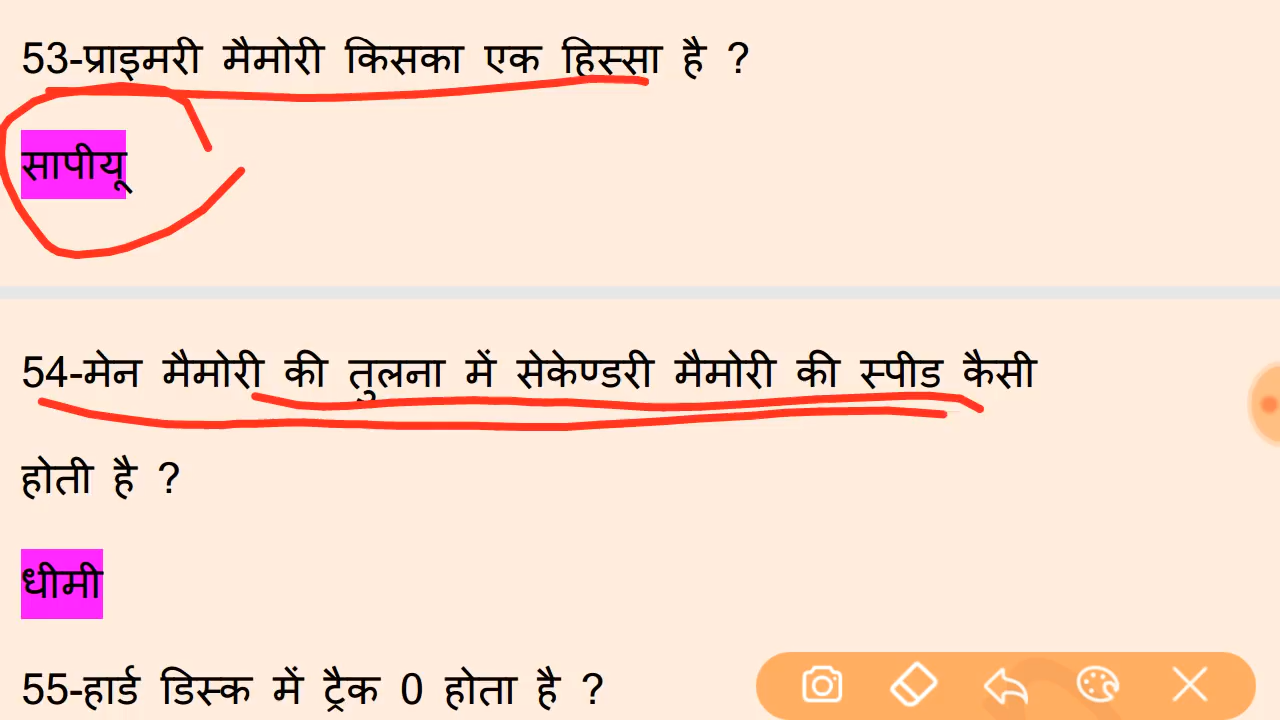 53-प्राइमरी मैमोरी किसका एक हिस्सा है ?
सापीयू
54-मेन मैमोरी की तुलना में सेकेण्डरी मैमोरी की स्पीड कैसी
होती है ?
धीमी
55-हार्ड डिस्क में ट्रैक 0 होता है ?